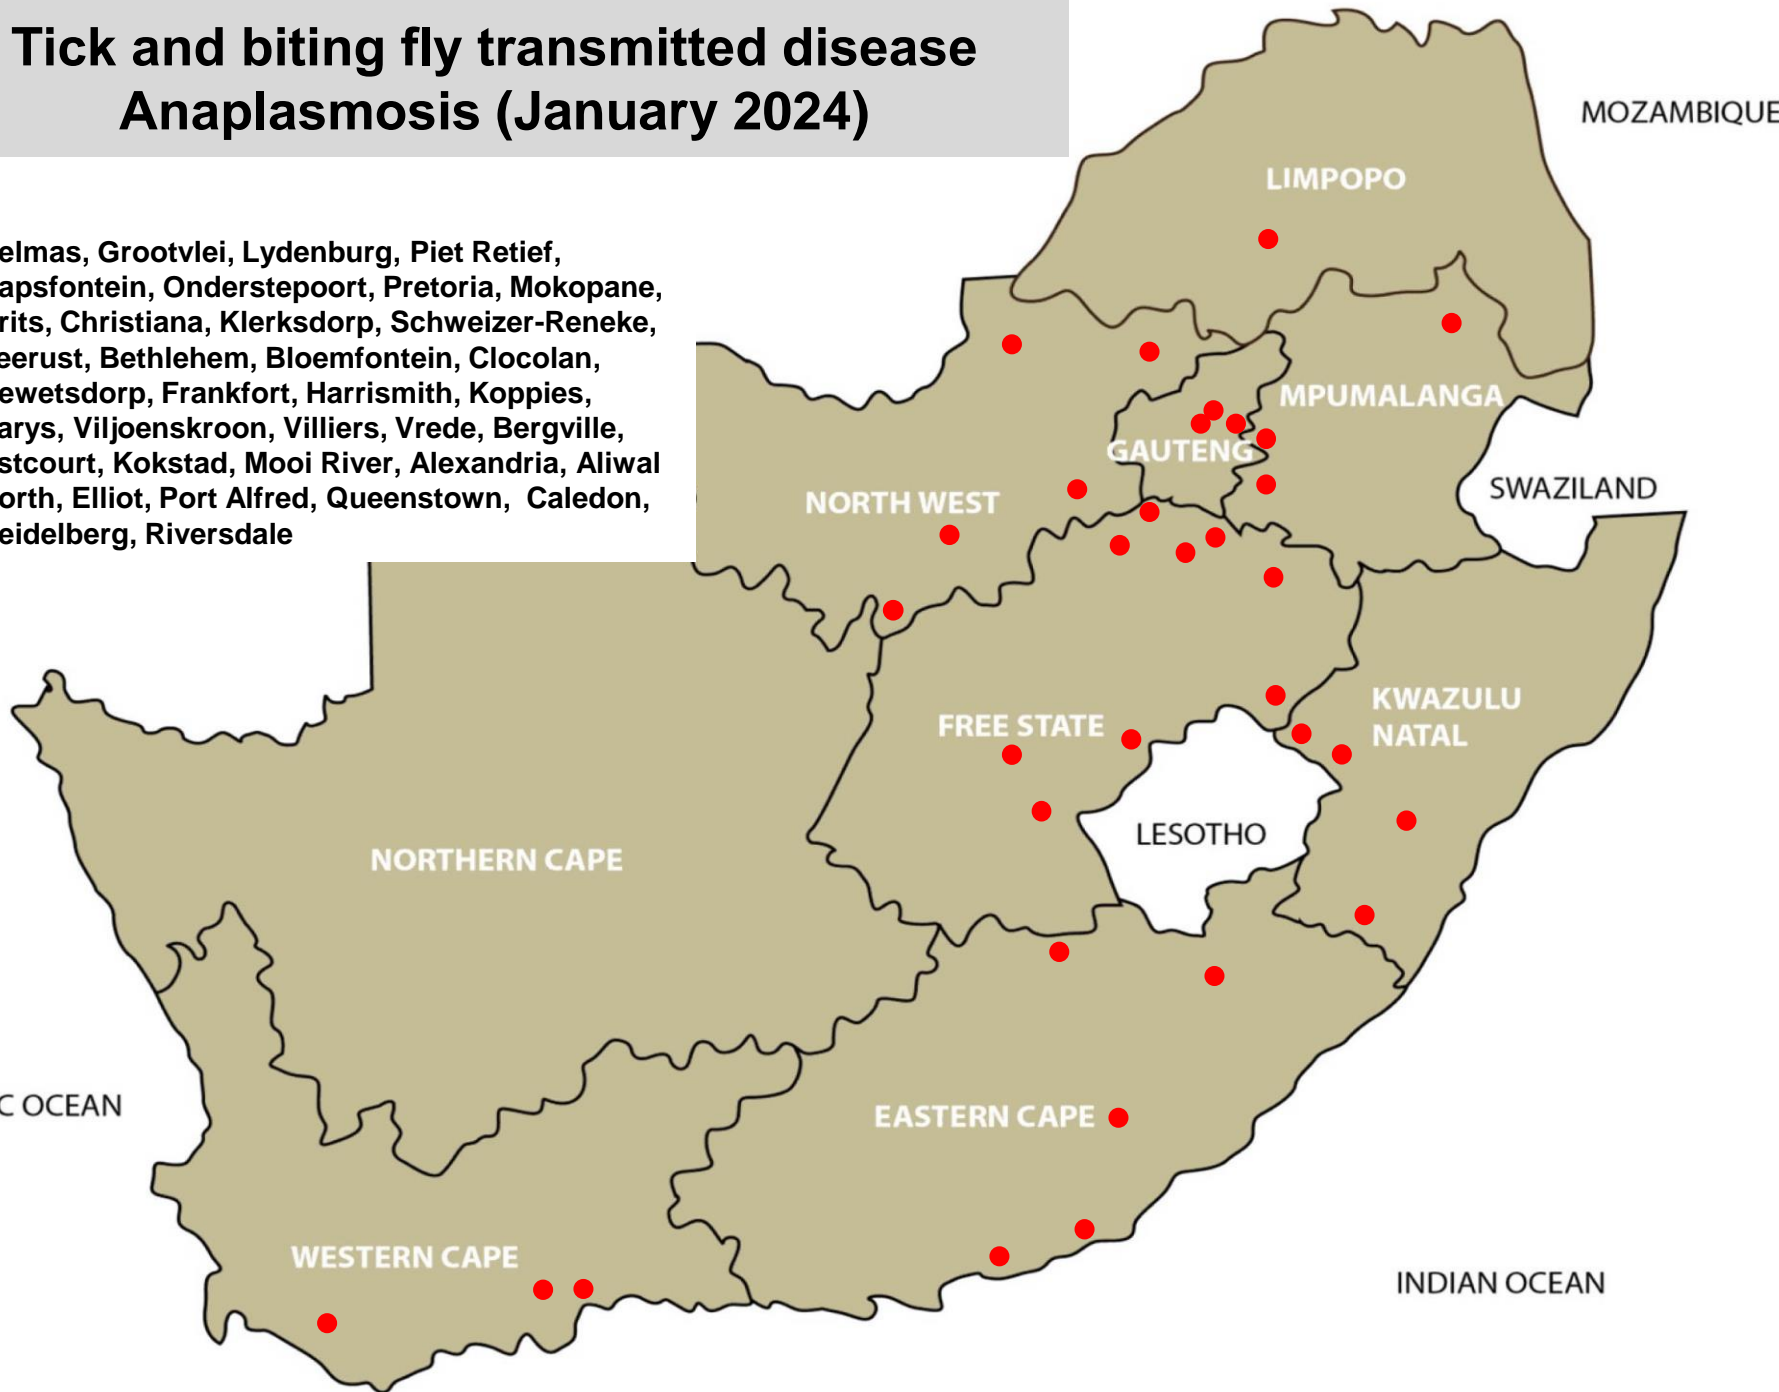 Tick and biting fly transmitted disease
Anaplasmosis (January 2024)
MOZAMBIQUE
LIMPOPO
elmas, Grootvlei, Lydenburg, Piet Retief,
apsfontein, Onderstepoort, Pretoria, Mokopane,
rits, Christiana, Klerksdorp, Schweizer-Reneke,
eerust, Bethlehem, Bloemfontein, Clocolan,
ewetsdorp, Frankfort, Harrismith, Koppies,
arys, Viljoenskroon, Villiers, Vrede, Bergville,
stcourt, Kokstad, Mooi River, Alexandria, Aliwal
orth, Elliot, Port Alfred, Queenstown, Caledon,
eidelberg, Riversdale
MPUMALANGA
GAUTENG
NORTH WEST
SWAZILAND
KWAZULU
NATAL
FREE STATE
LESOTHO
NORTHERN CAPE
C OCEAN
EASTERN CAPE
WESTERN CAPE
INDIAN OCEAN